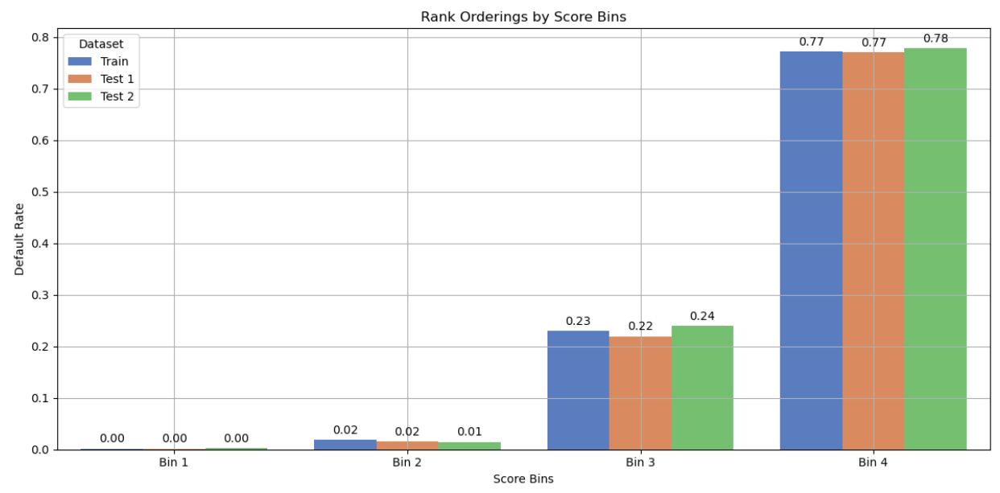 Rank Orderings by Score Bins
Dataset
Train
Test 1
Test 2
Default Rate
0.8
0.7
0.6
0.5
0.4
0.3
0.2
0.1
0.0
0.00 0.00 0.00
0.02 0.02 0.01
0.23 0.22 0.24
0.77 0.77 0.78
Bin 1 Bin 2 Bin 3 Bin 4
Score Bins